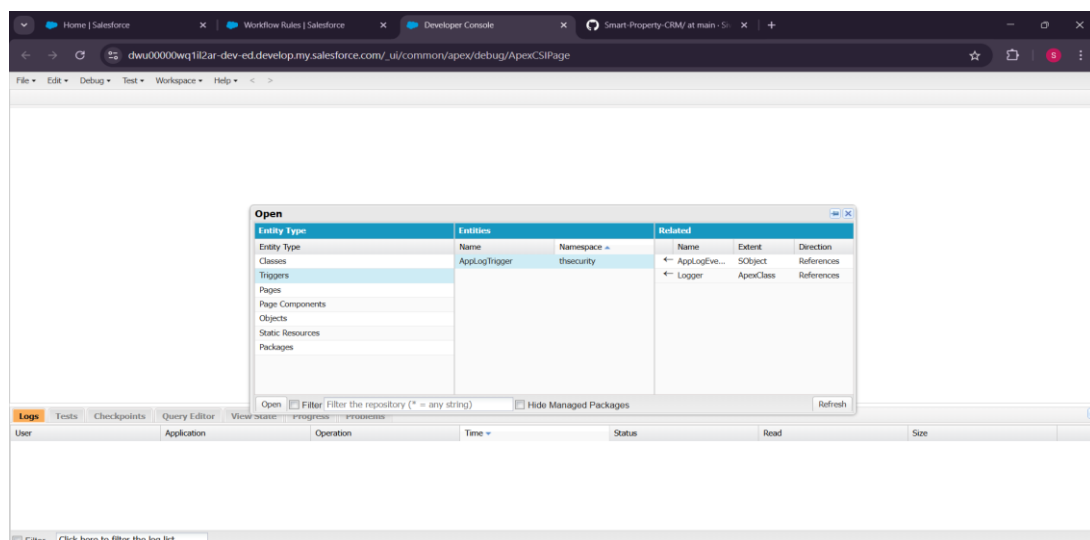 Home | Salesforce
Workflow Rules | Salesforce
Developer Console
Smart-Property-CRM/ at main · Si
dwu00000wq1il2ar-dev-ed.develop.my.salesforce.com/_ui/common/apex/debug/ApexCSIPage
S
File Edit Debug Test Workspace Help < >
Open
Entity Type Entities Related
Entity Type Name Namespace Name Extent Direction
Classes AppLogTrigger thsecurity AppLogEve... SObject References
Triggers Logger ApexClass References
Pages
Page Components
Objects
Static Resources
Packages
Open Filter Filter the repository (* = any string) Hide Managed Packages Refresh
Logs Tests Checkpoints Query Editor View State Progress Problems
User Application Operation Time Status Read Size
Filter Click here to filter the log list